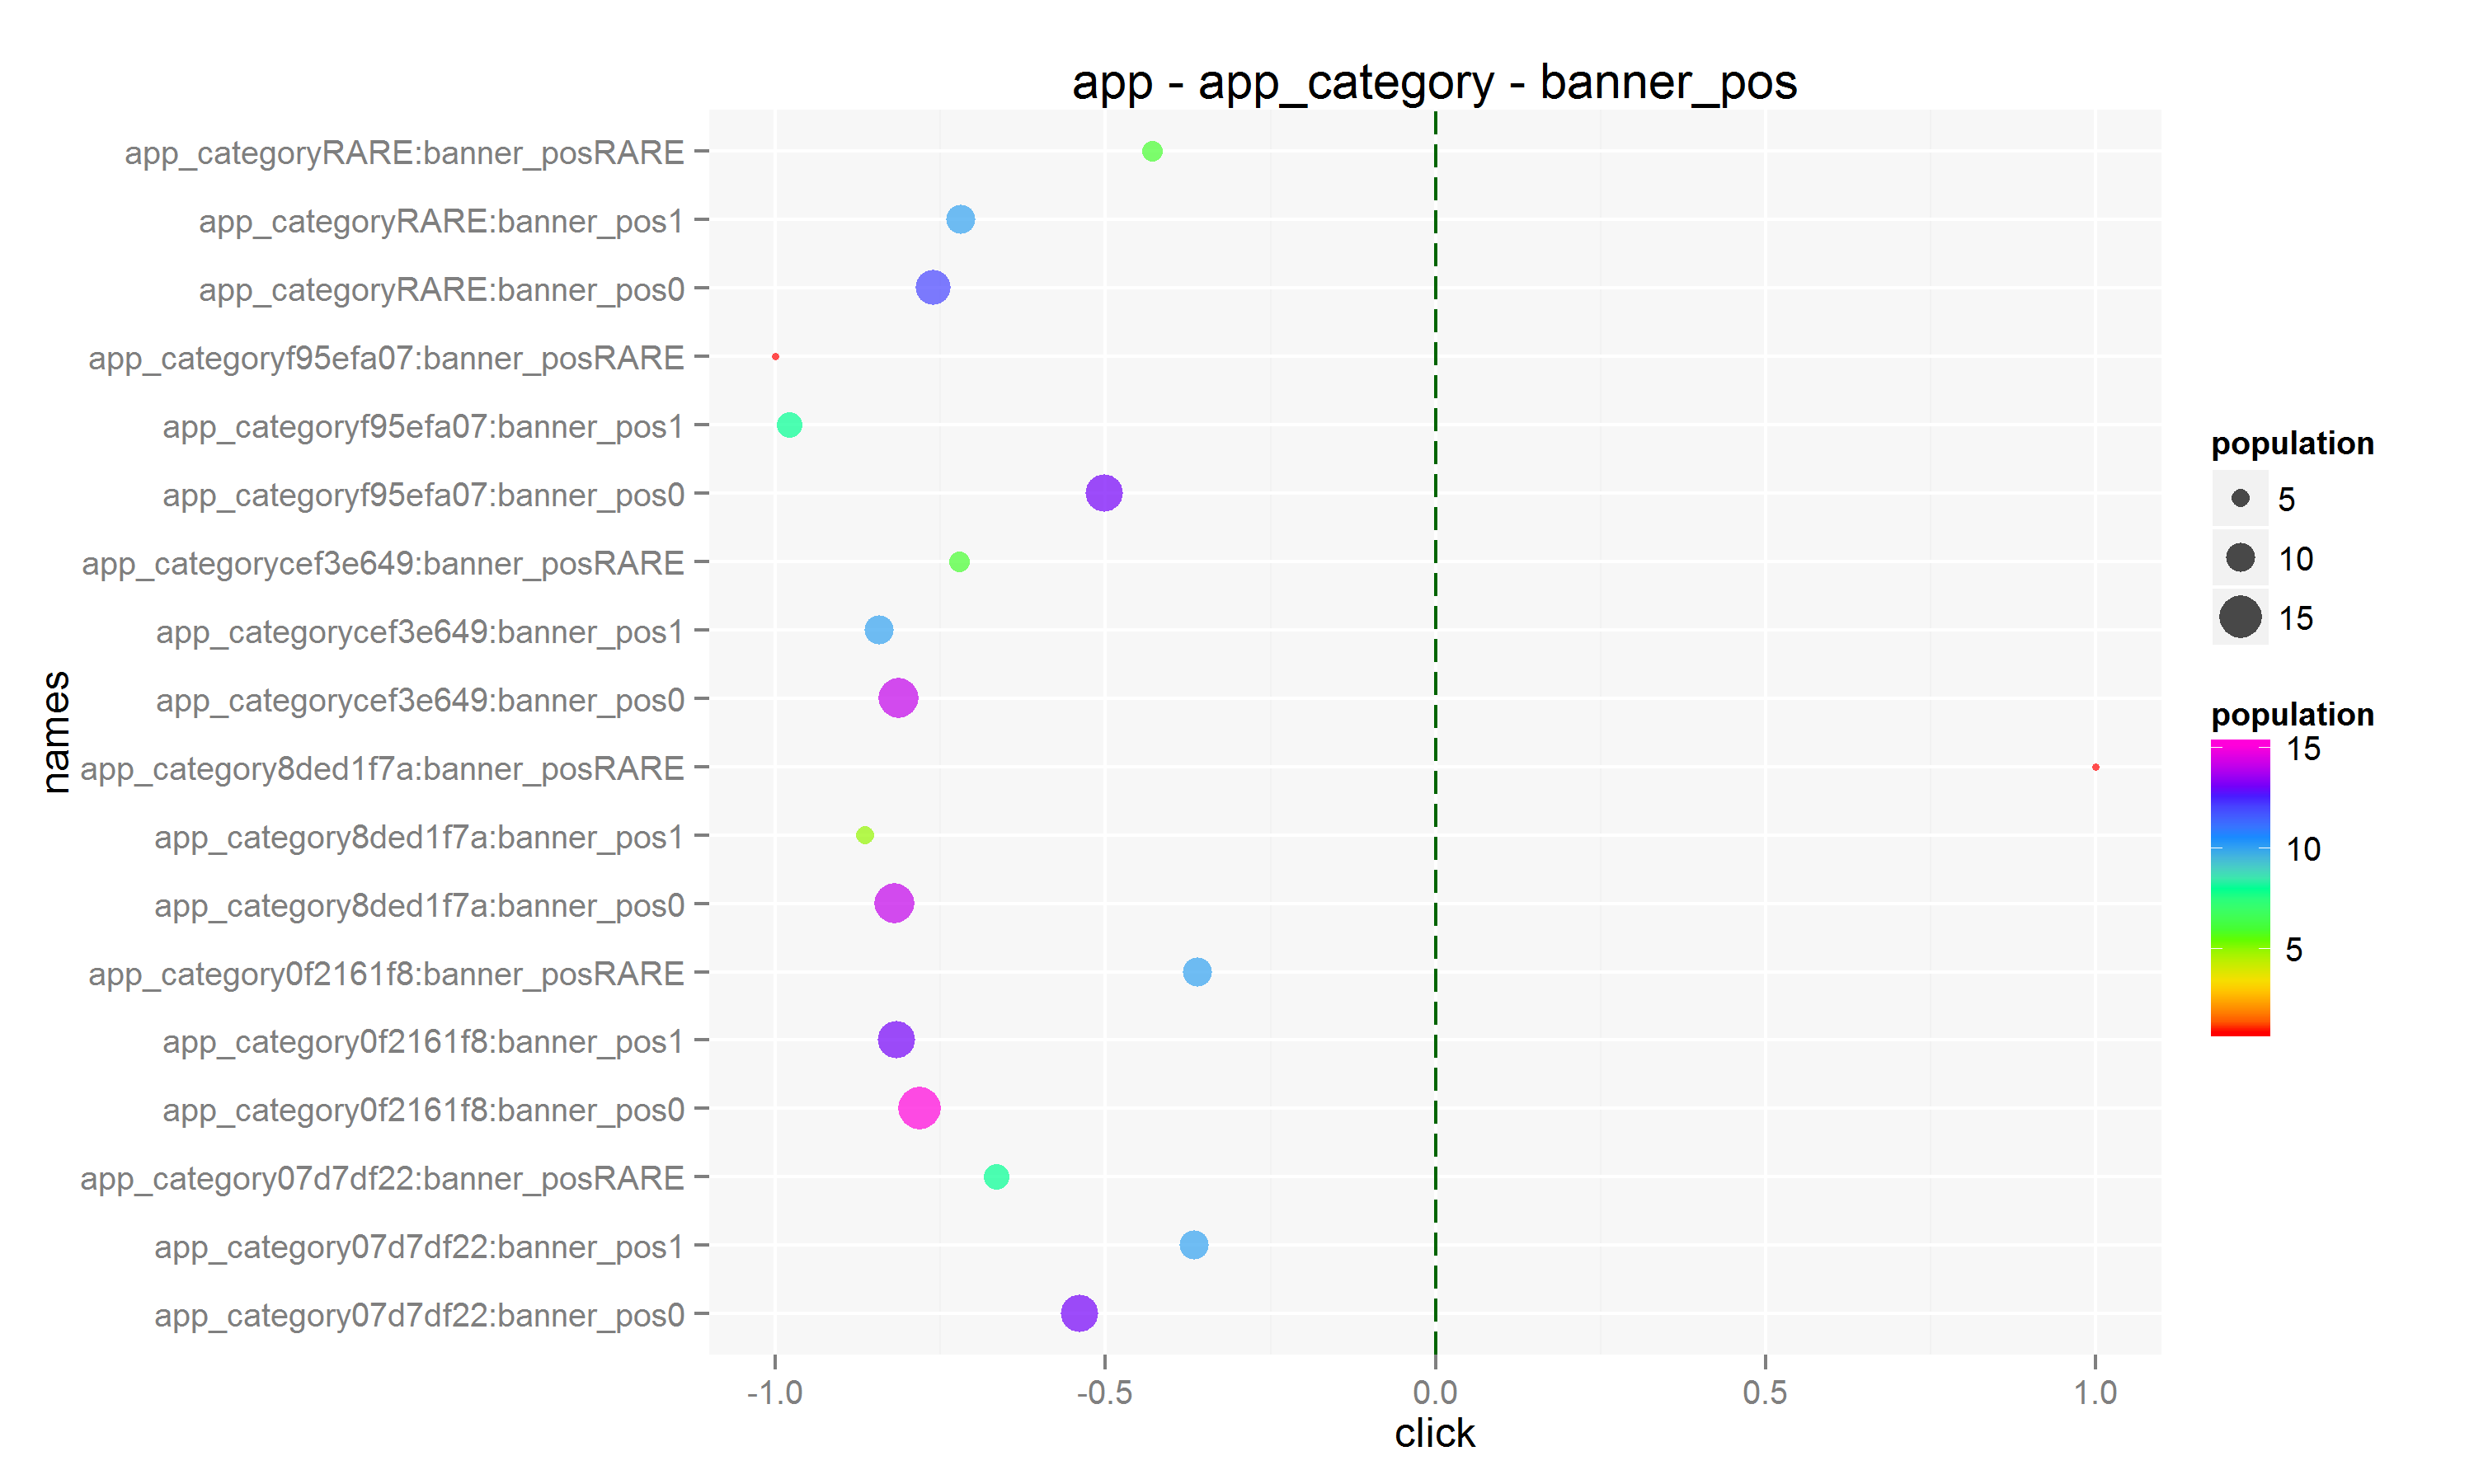 app - app_category - banner_pos
app_categoryRARE:banner_posRARE
app_categoryRARE:banner_pos1
app_categoryRARE:banner_pos0
app_categoryf95efa07:banner_posRARE
app_categoryf95efa07:banner_pos1
app_categoryf95efa07:banner_pos0
app_categorycef3e649:banner_posRARE
app_categorycef3e649:banner_pos1
app_categorycef3e649:banner_pos0
app_category8ded1f7a:banner_posRARE
app_category8ded1f7a:banner_pos1
app_category8ded1f7a:banner_pos0
app_category0f2161f8:banner_posRARE
app_category0f2161f8:banner_pos1
app_category0f2161f8:banner_pos0
app_category07d7df22:banner_posRARE
app_category07d7df22:banner_pos1
app_category07d7df22:banner_pos0
names
-1.0
-0.5
0.0
0.5
1.0
click
population
5
10
15
population
15
10
5